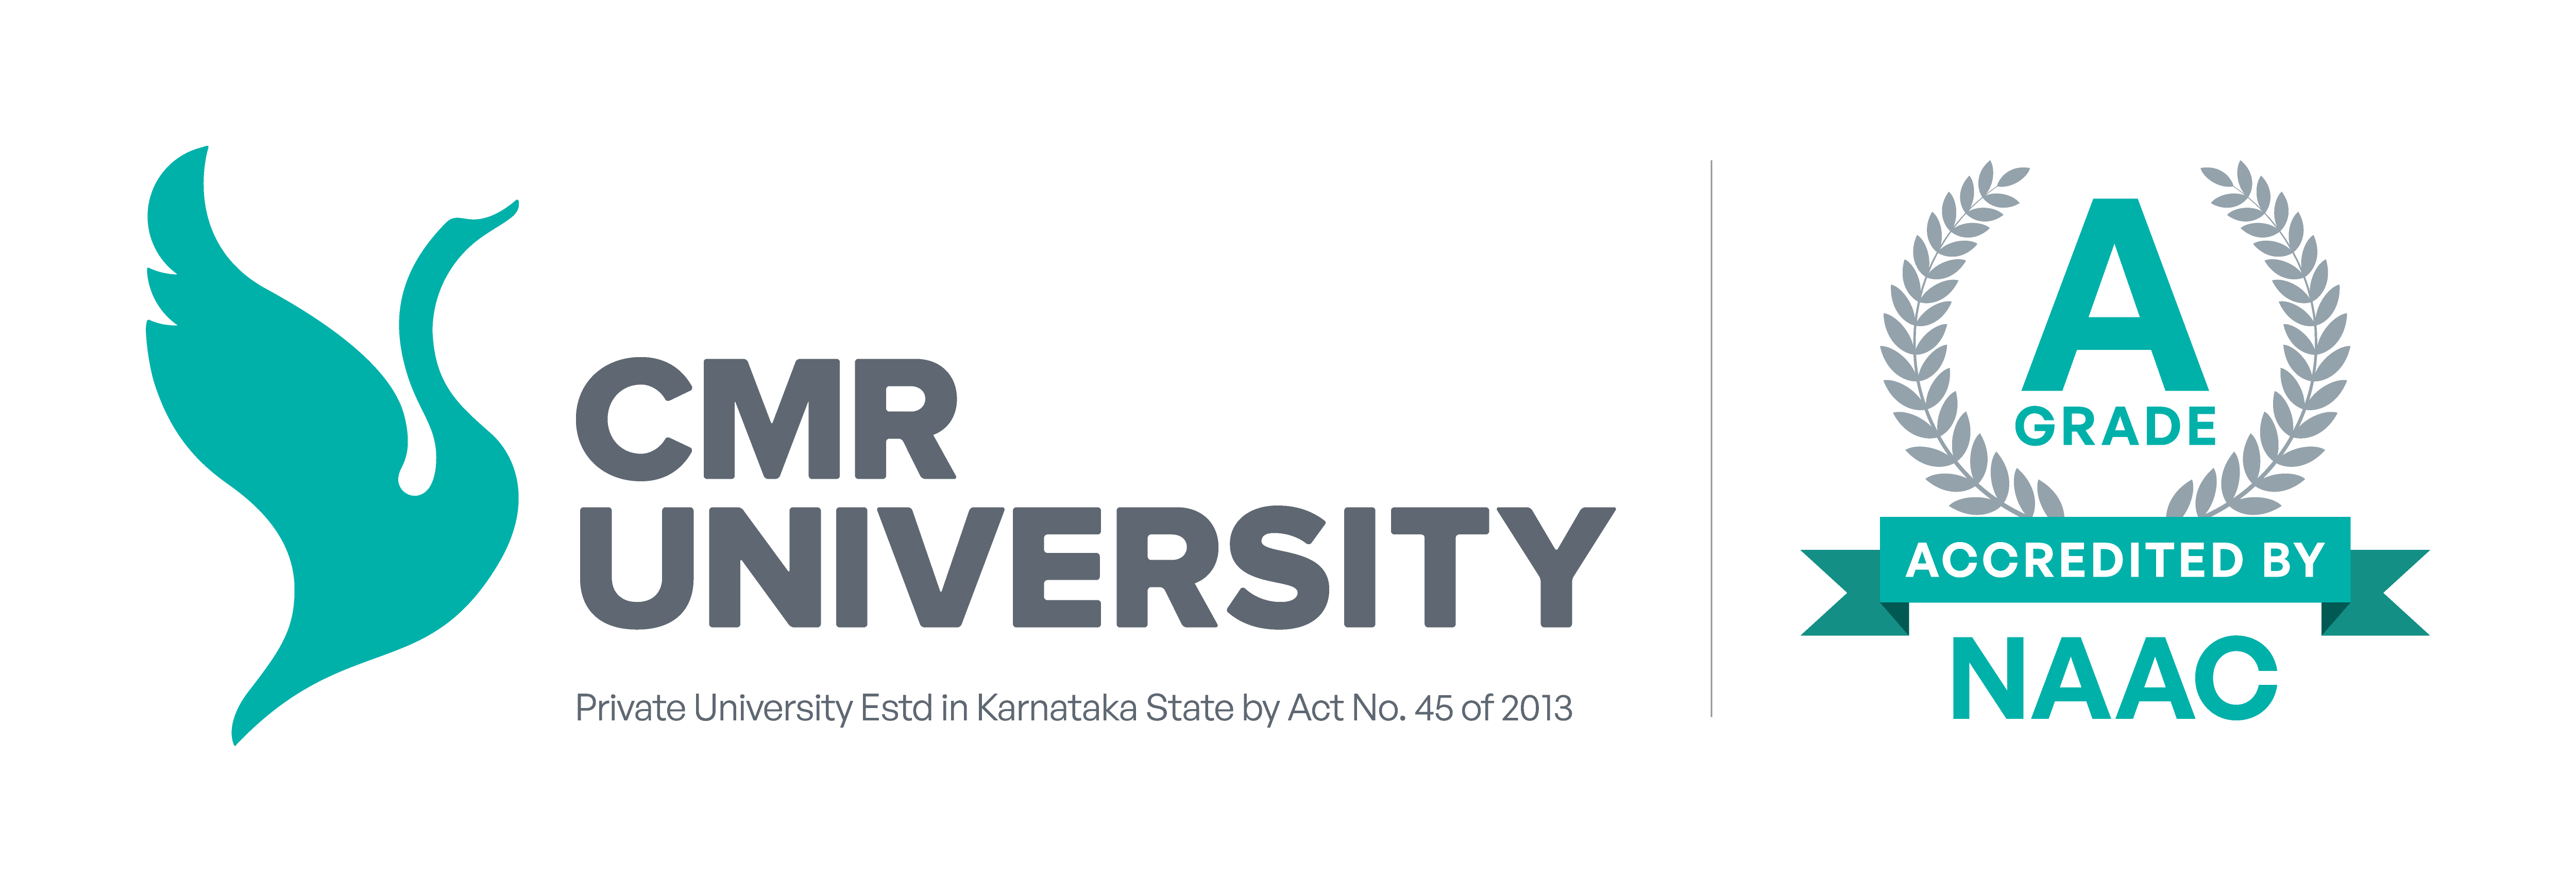 CMR
UNIVERSITY
Private University Estd in Karnataka State by Act No. 45 of 2013
A
GRADE
ACCREDITED BY
NAAC